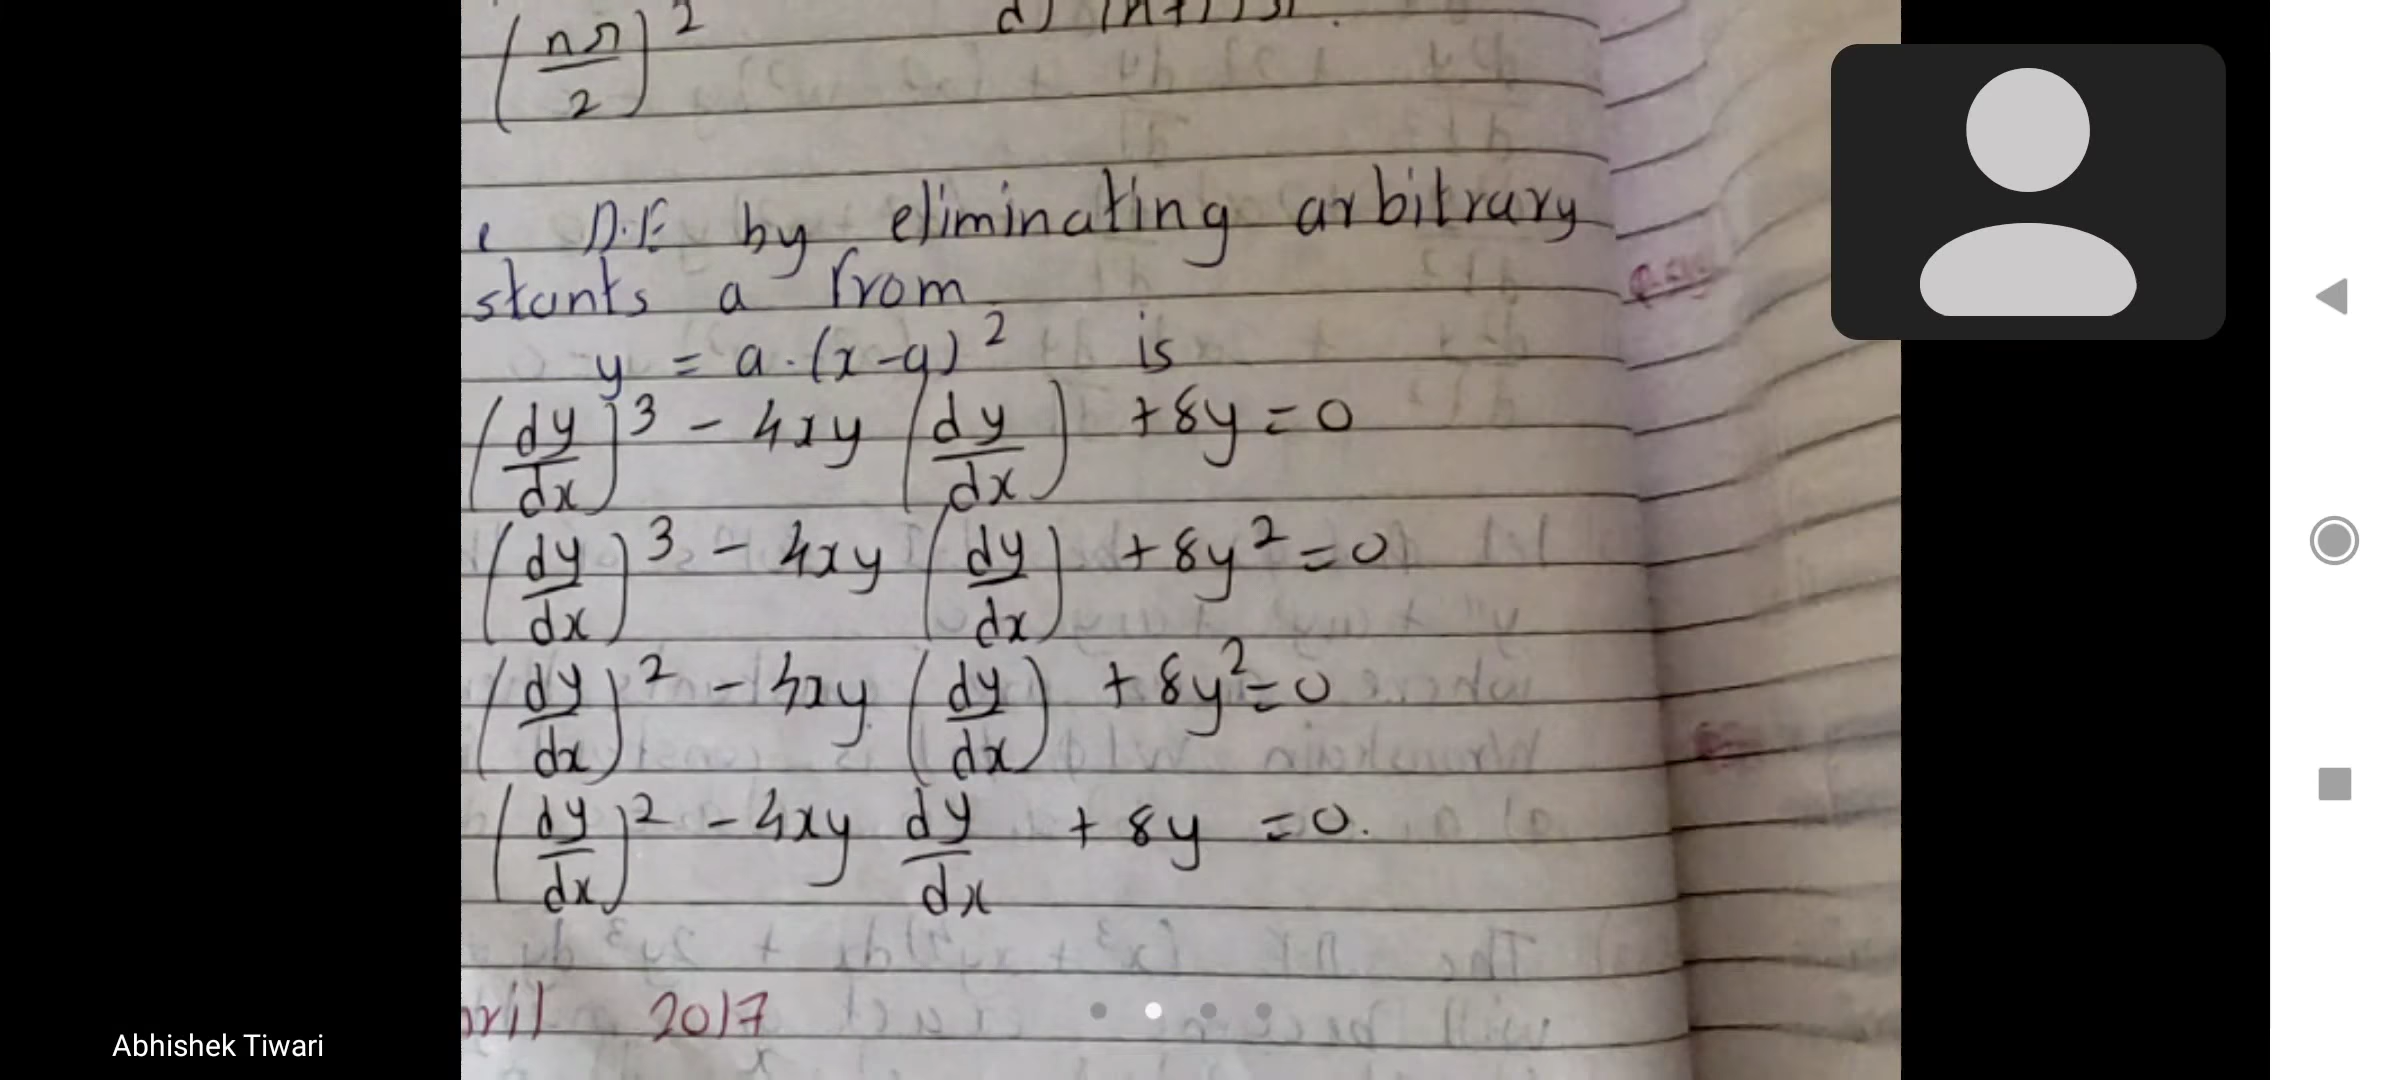 (nπ/2)²
e D.E by eliminating arbitrary
stants a from
y = a·(x-a)² is
(dy/dx)³ - 4xy (dy/dx) + 8y = 0
(dy/dx)³ - 4xy (dy/dx) + 8y² = 0
(dy/dx)² - 4xy (dy/dx) + 8y² = 0
(dy/dx)² - 4xy dy/dx + 8y = 0.
pril 2017
Abhishek Tiwari